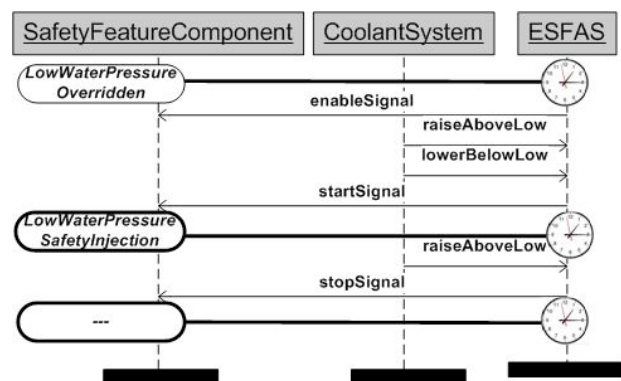 SafetyFeatureComponent
CoolantSystem
ESFAS
LowWaterPressure
Overridden
enableSignal
raiseAboveLow
lowerBelowLow
startSignal
LowWaterPressure
SafetyInjection
raiseAboveLow
stopSignal
---